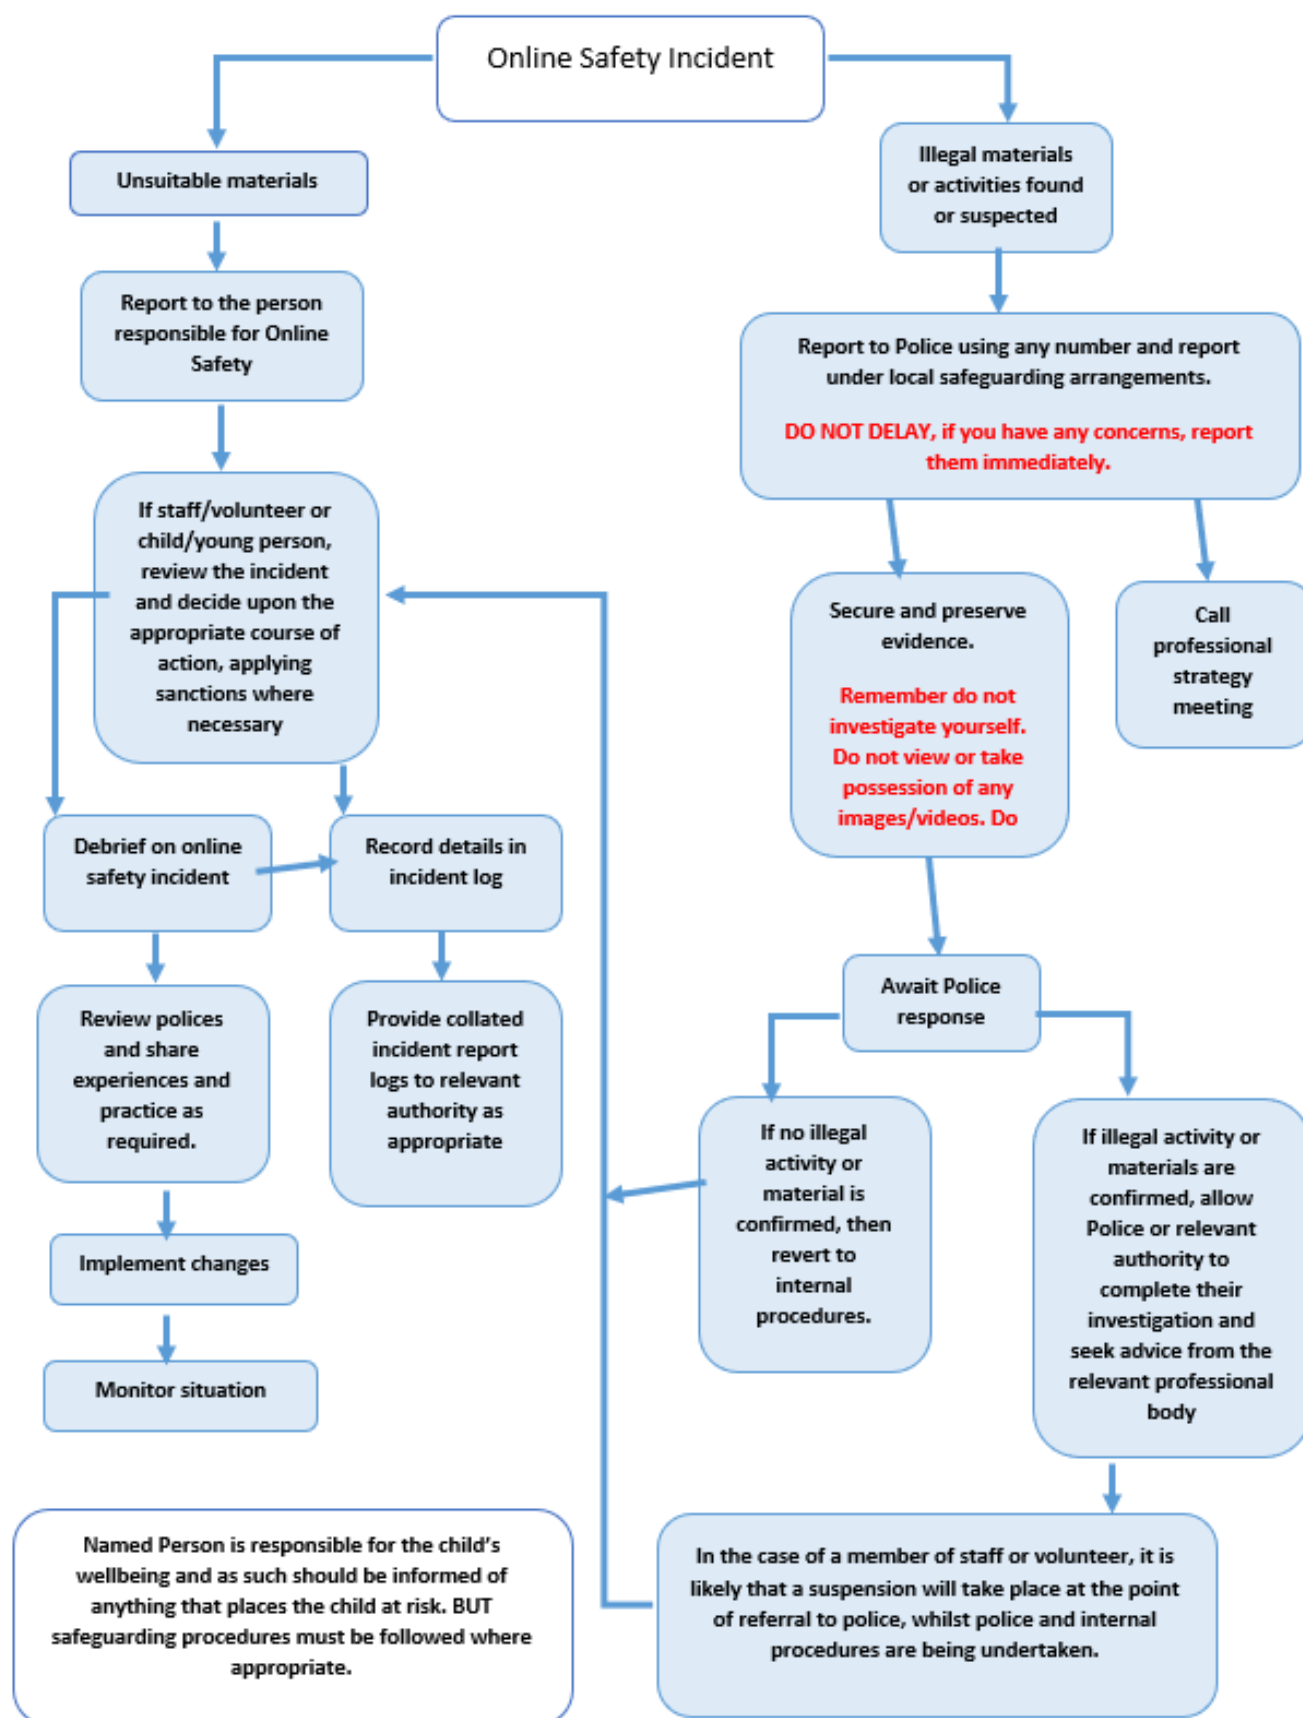 Online Safety Incident
Unsuitable materials
Illegal materials
or activities found
or suspected
Report to the person
responsible for Online
Safety
Report to Police using any number and report
under local safeguarding arrangements.
DO NOT DELAY, if you have any concerns, report
them immediately.
If staff/volunteer or
child/young person,
review the incident
and decide upon the
appropriate course of
action, applying
sanctions where
necessary
Secure and preserve
evidence.
Remember do not
investigate yourself.
Do not view or take
possession of any
images/videos. Do
Call
professional
strategy
meeting
Debrief on online
safety incident
Record details in
incident log
Review polices
and share
experiences and
practice as
required.
Provide collated
incident report
logs to relevant
authority as
appropriate
Await Police
response
If no illegal
activity or
material is
confirmed, then
revert to
internal
procedures.
If illegal activity or
materials are
confirmed, allow
Police or relevant
authority to
complete their
investigation and
seek advice from the
relevant professional
body
Implement changes
Monitor situation
Named Person is responsible for the child’s
wellbeing and as such should be informed of
anything that places the child at risk. BUT
safeguarding procedures must be followed where
appropriate.
In the case of a member of staff or volunteer, it is
likely that a suspension will take place at the point
of referral to police, whilst police and internal
procedures are being undertaken.